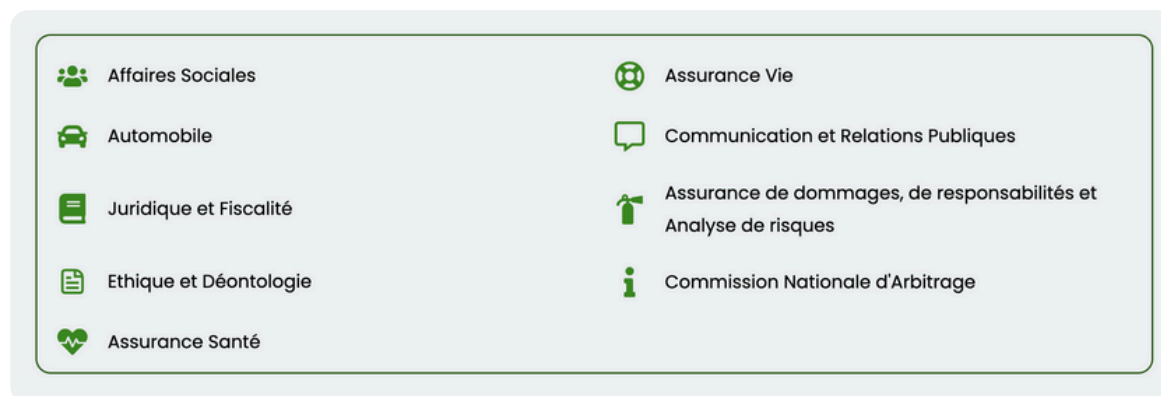 Affaires Sociales
Automobile
Juridique et Fiscalité
Ethique et Déontologie
Assurance Santé
Assurance Vie
Communication et Relations Publiques
Assurance de dommages, de responsabilités et
Analyse de risques
Commission Nationale d'Arbitrage